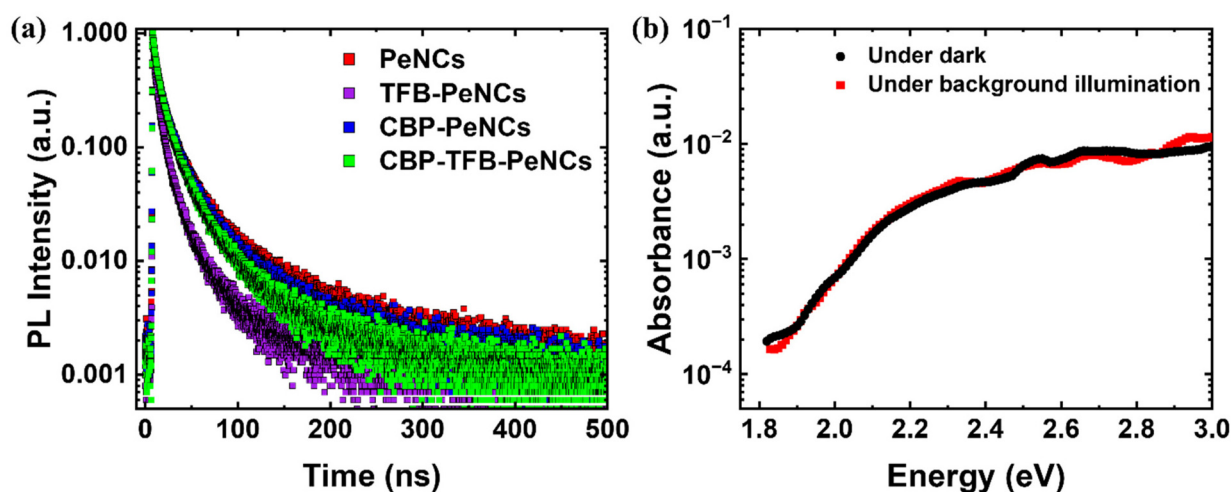 (a)
PL Intensity (a.u.)
1.000
0.100
0.010
0.001
PeNCs
TFB-PeNCs
CBP-PeNCs
CBP-TFB-PeNCs
0 100 200 300 400 500
Time (ns)
(b)
Absorbance (a.u.)
10⁻¹
10⁻²
10⁻³
10⁻⁴
Under dark
Under background illumination
1.8 2.0 2.2 2.4 2.6 2.8 3.0
Energy (eV)